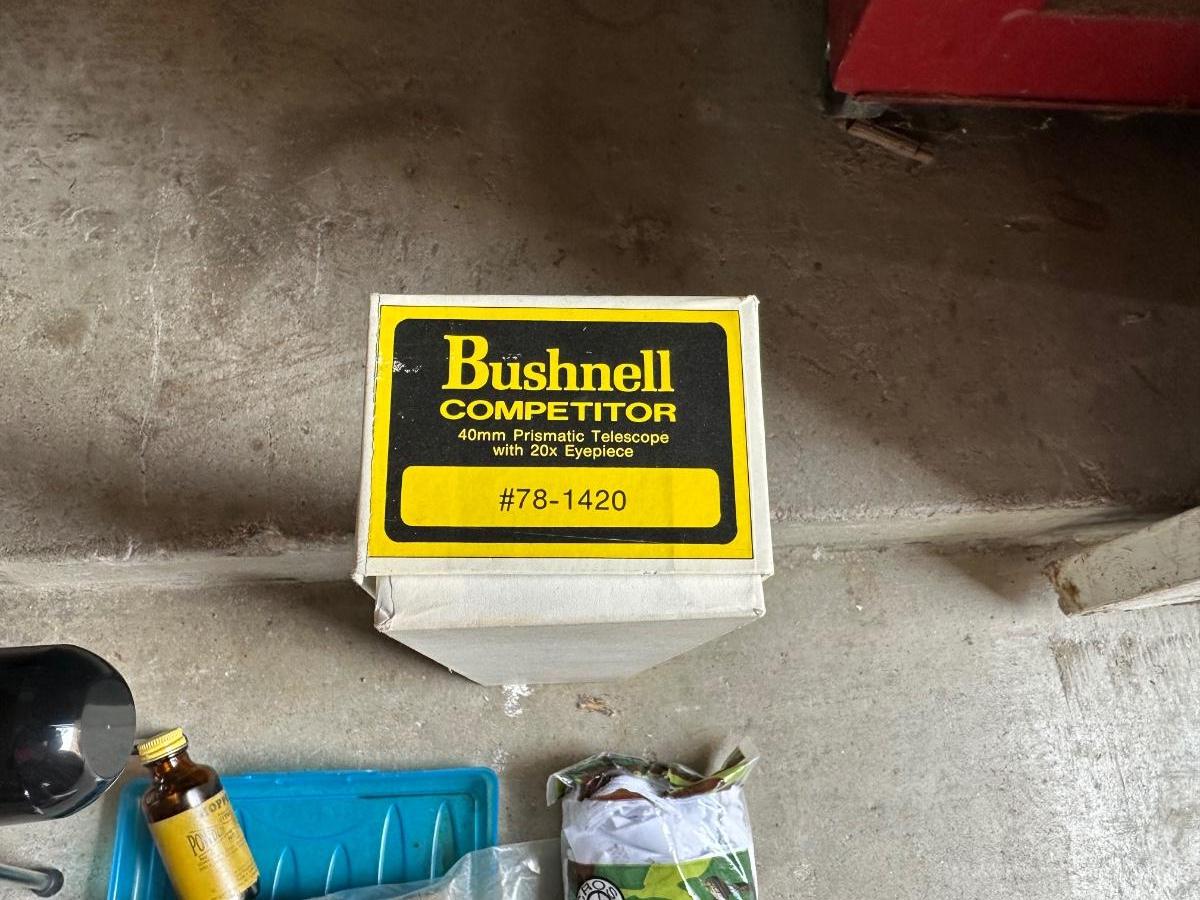 Bushnell
COMPETITOR
40mm Prismatic Telescope
with 20x Eyepiece
#78-1420